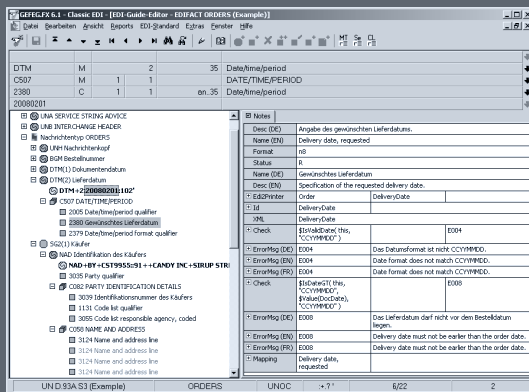 GEFEG.FX 6.1 - Classic EDI - [EDI-Guide-Editor - EDIFACT ORDERS (Example)]
Datei Bearbeiten Ansicht Reports EDI-Standard Extras Fenster Hilfe
DTM M 2 35 Date/time/period
C507 M 1 1 DATE/TIME/PERIOD
2380 C 1 1 an..35 Date/time/period
20080201
UNA SERVICE STRING ADVICE
UNB INTERCHANGE HEADER
Nachrichtentyp ORDERS
UNH Nachrichtenkopf
BGM Bestellnummer
DTM(1) Dokumentendatum
DTM(2) Lieferdatum
DTM+2:20080201:102'
C507 DATE/TIME/PERIOD
2005 Date/time/period qualifier
2380 Gewünschtes Lieferdatum
2379 Date/time/period format qualifier
SG2(1) Käufer
NAD Identifikation des Käufers
NAD+BY+CST9955::91++CANDY INC+SIRUP STR
3035 Party qualifier
C082 PARTY IDENTIFICATION DETAILS
3039 Identifikationsnummer des Käufers
1131 Code list qualifier
3055 Code list responsible agency, coded
C058 NAME AND ADDRESS
3124 Name and address line
3124 Name and address line
3124 Name and address line
3124 Name and address line
Notes
Desc (DE) Angabe des gewünschten Lieferdatums.
Name (EN) Delivery date, requested
Format n8
Status R
Name (DE) Gewünschtes Lieferdatum
Desc (EN) Specification of the requested delivery date.
Edi2Printer Order DeliveryDate
Id DeliveryDate
XML DeliveryDate
Check $IsValidDate( this, "CCYYMMDD" ) E004
ErrorMsg (DE) E004 Das Datumsformat ist nicht CCYYMMDD.
ErrorMsg (EN) E004 Date format does not match CCYYMMDD.
ErrorMsg (FR) E004 Date format does not match CCYYMMDD.
Check $IsDateGT( this, "CCYYMMDD", $Value(DocDate), "CCYYMMDD" ) E008
ErrorMsg (DE) E008 Das Lieferdatum darf nicht vor dem Bestelldatum liegen.
ErrorMsg (EN) E008 Delivery date must not be earlier than the order date.
ErrorMsg (FR) E008 Delivery date must not be earlier than the order date.
Mapping Delivery date, requested
UN D.93A S3 (Example) ORDERS UNOC :+.?' 6/22 2